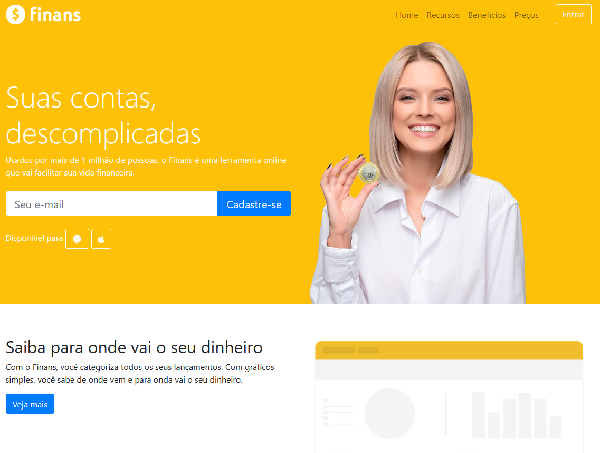 finans
Home Recursos Benefícios Preços Entrar
Suas contas,
descomplicadas
Usados por mais de 1 milhão de pessoas, o Finans é uma ferramenta online
que vai facilitar sua vida financeira.
Seu e-mail Cadastre-se
Disponível para
Saiba para onde vai o seu dinheiro
Com o Finans, você categoriza todos os seus lançamentos. Com gráficos
simples, você sabe de onde vem e para onda vai o seu dinheiro.
Veja mais